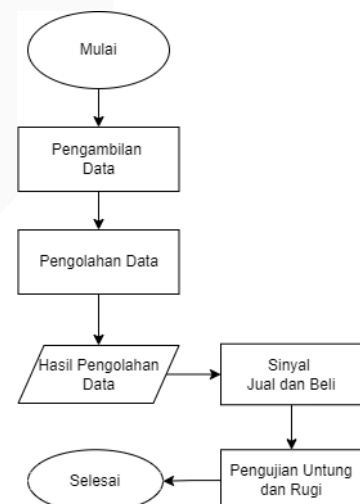 Mulai
Pengambilan
Data
Pengolahan Data
Hasil Pengolahan
Data
Sinyal
Jual dan Beli
Pengujian Untung
dan Rugi
Selesai